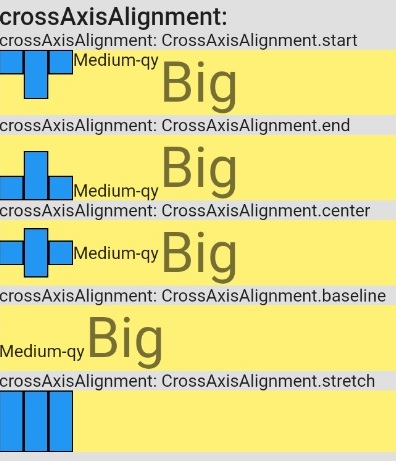 crossAxisAlignment:
crossAxisAlignment: CrossAxisAlignment.start
Medium-qy Big
crossAxisAlignment: CrossAxisAlignment.end
Medium-qy Big
crossAxisAlignment: CrossAxisAlignment.center
Medium-qy Big
crossAxisAlignment: CrossAxisAlignment.baseline
Medium-qy Big
crossAxisAlignment: CrossAxisAlignment.stretch